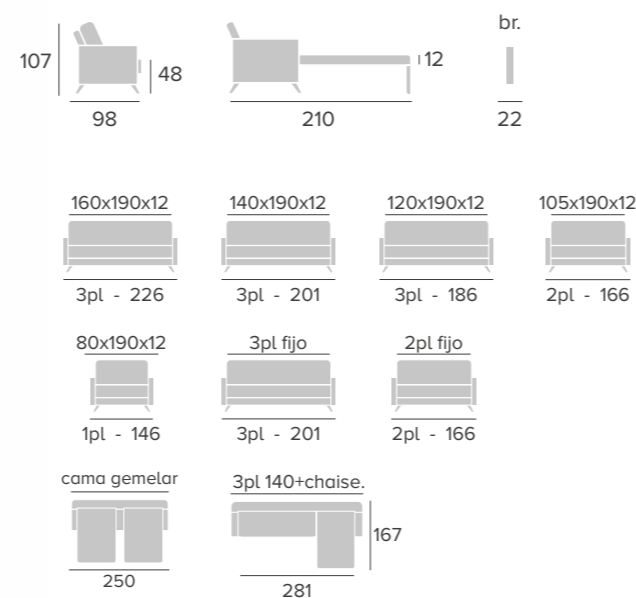 br.
107
48
12
98
210
22
160x190x12
140x190x12
120x190x12
105x190x12
3pl - 226
3pl - 201
3pl - 186
2pl - 166
80x190x12
3pl fijo
2pl fijo
1pl - 146
3pl - 201
2pl - 166
cama gemelar
3pl 140+chaise.
167
250
281